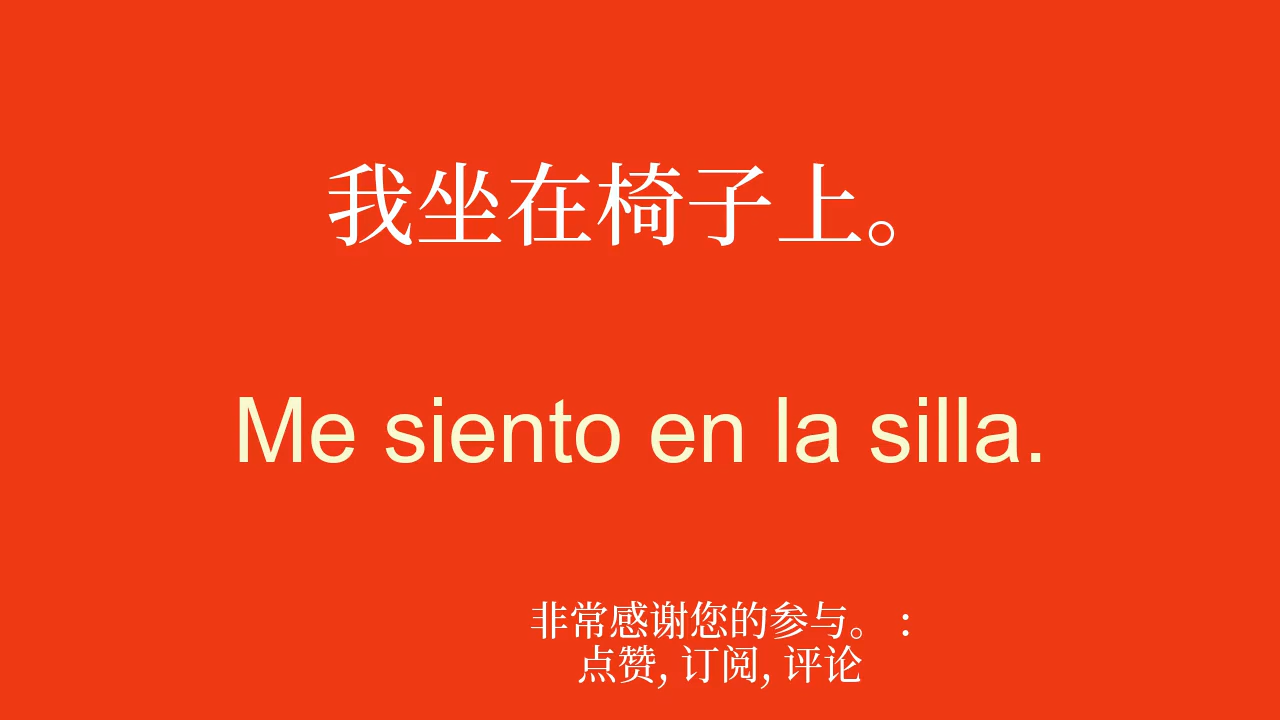 我坐在椅子上。
Me siento en la silla.
非常感谢您的参与。 :
点赞, 订阅, 评论